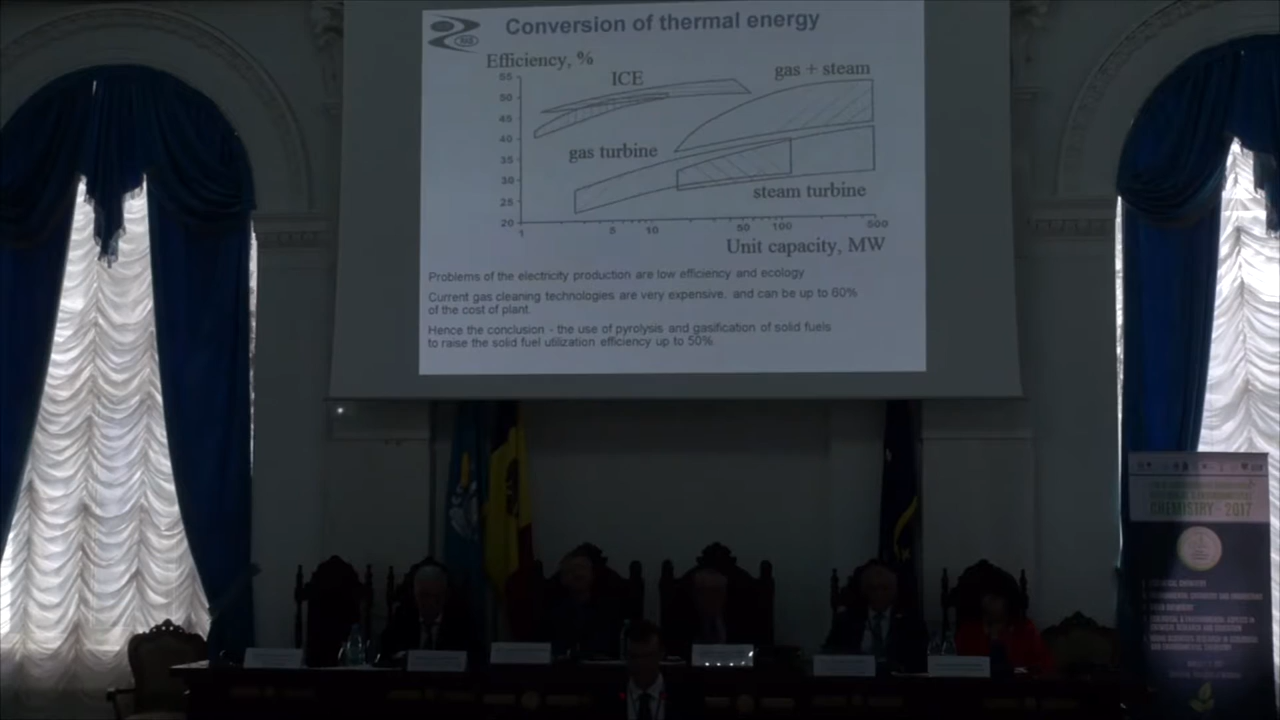 Conversion of thermal energy
Efficiency, %
55
50
45
40
35
30
25
20
ICE
gas + steam
gas turbine
steam turbine
1
5
10
50
100
500
Unit capacity, MW
Problems of the electricity production are low efficiency and ecology
Current gas cleaning technologies are very expensive, and can be up to 60%
of the cost of plant
Hence the conclusion - the use of pyrolysis and gasification of solid fuels
to raise the solid fuel utilization efficiency up to 50%
CHEMISTRY - 2017